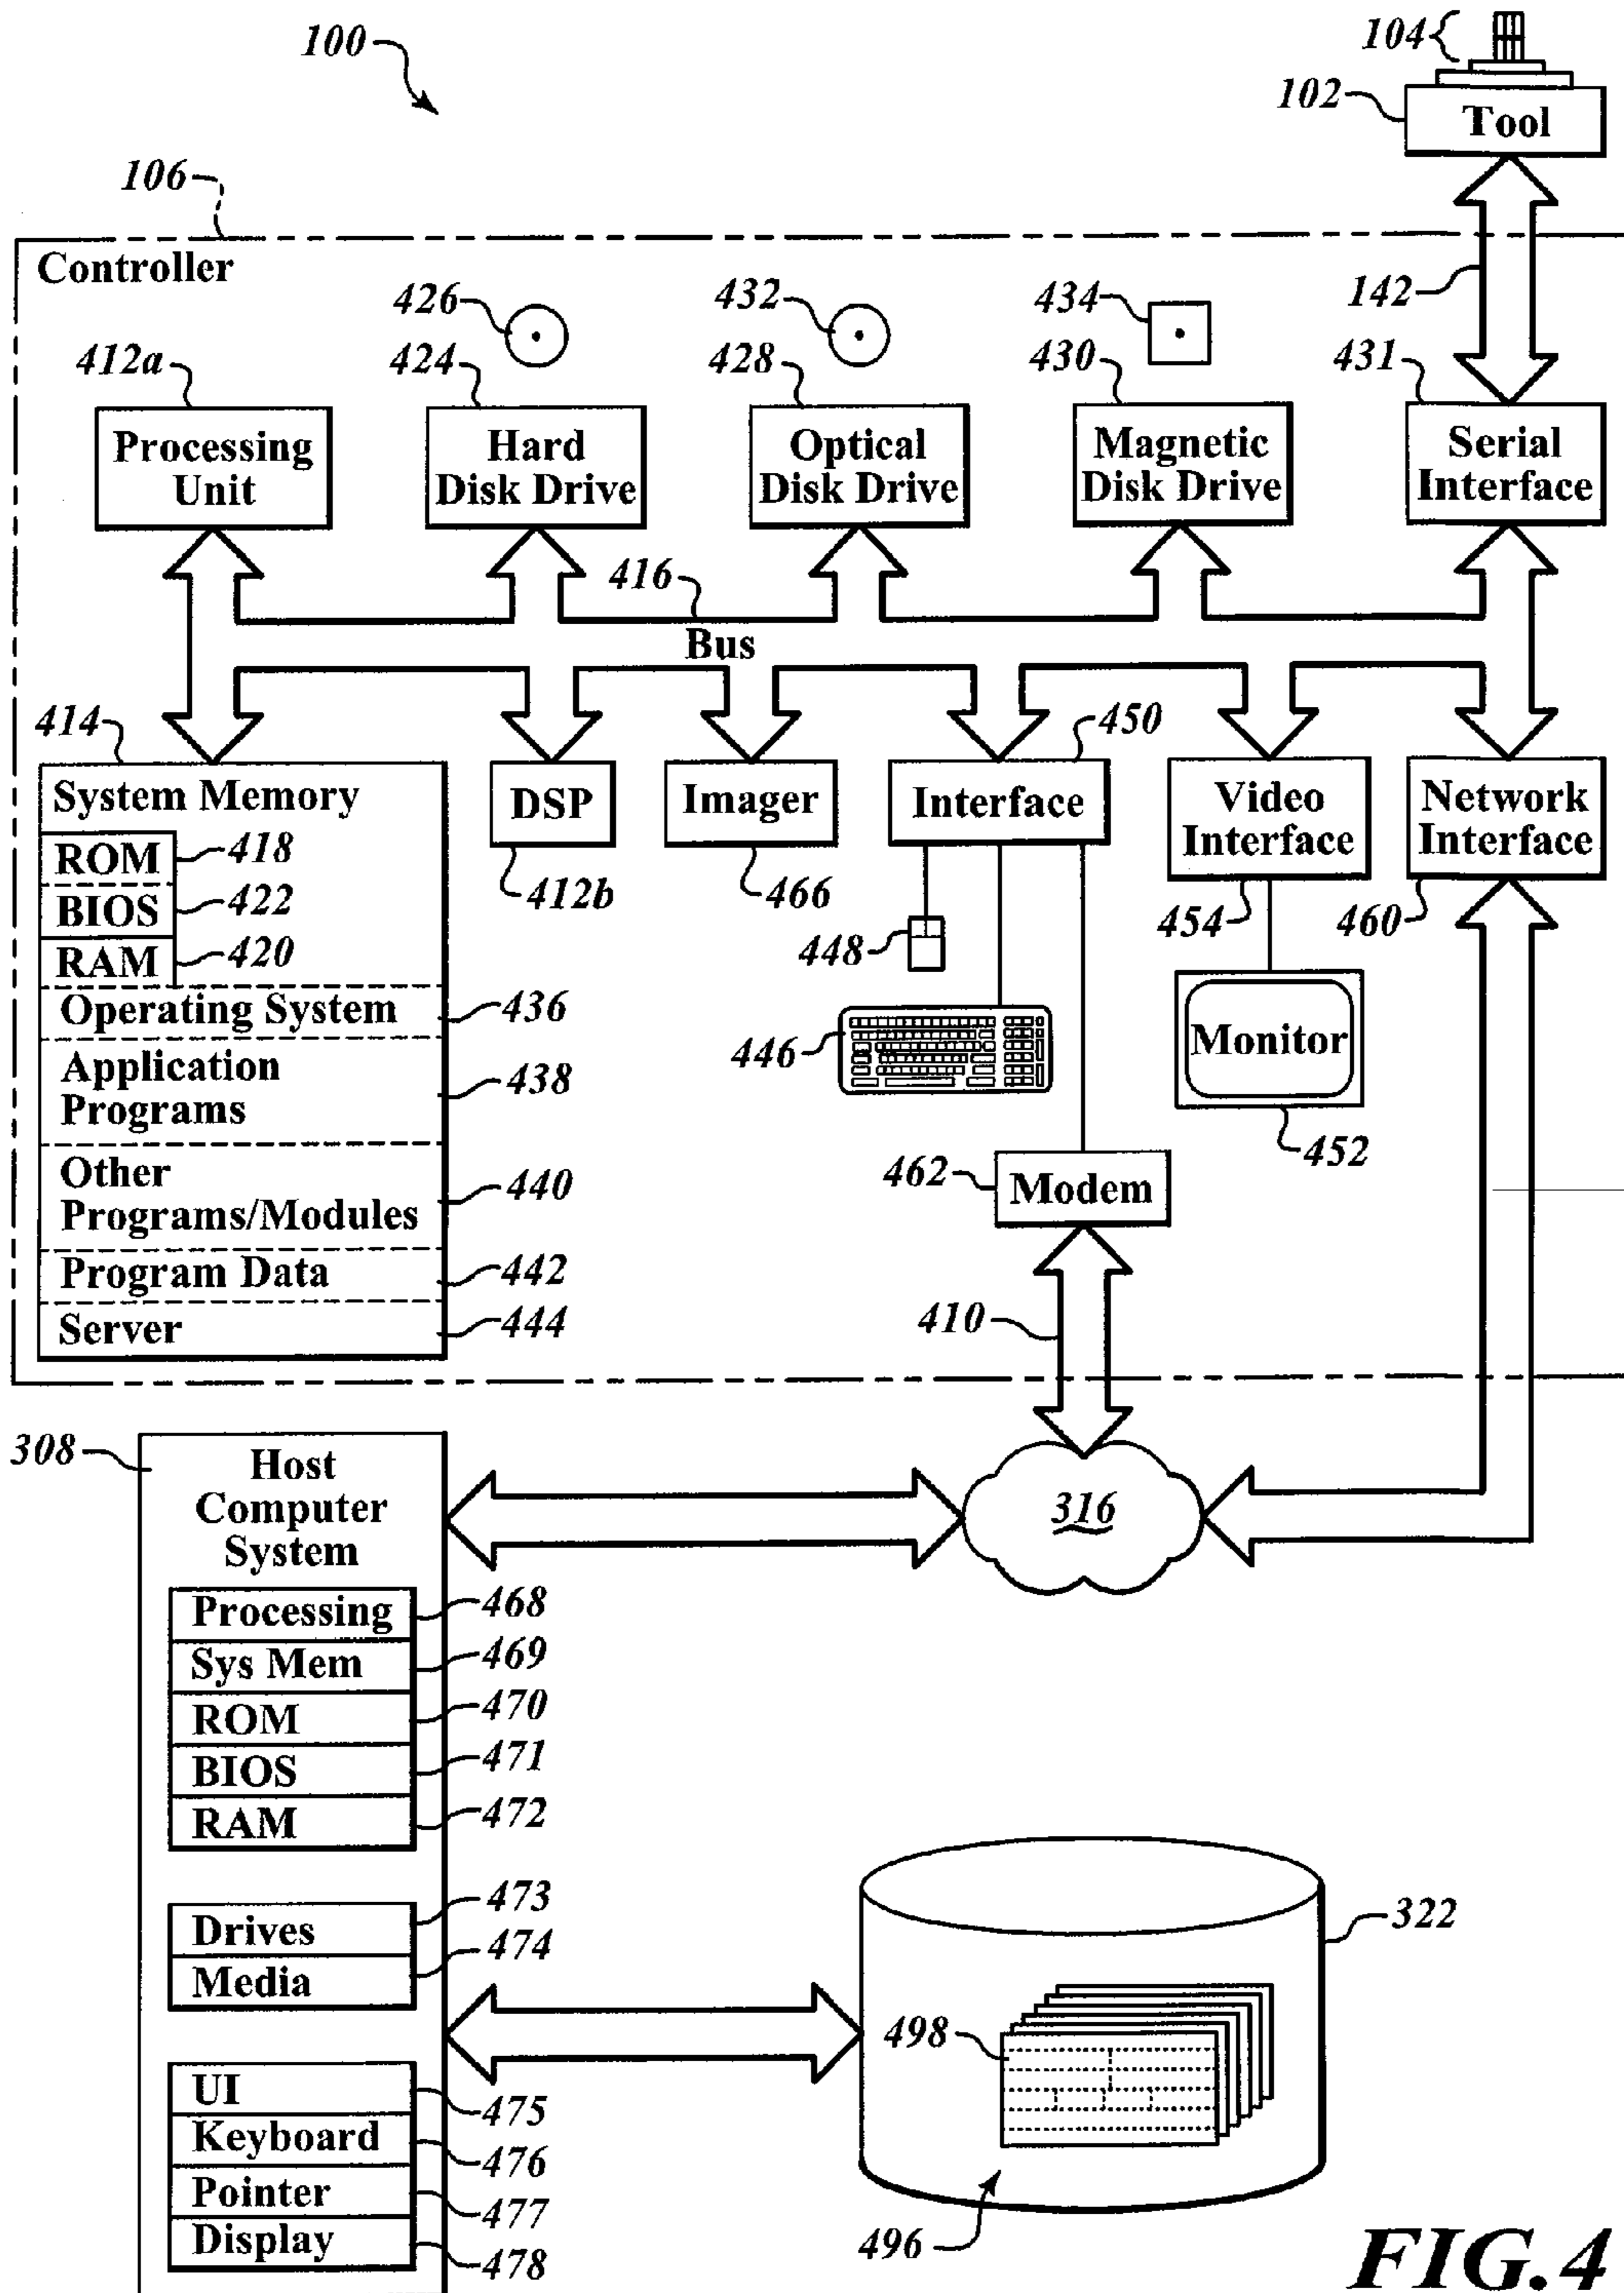 100
104
102
Tool
106
Controller
142
426
432
434
412a
424
428
430
431
Processing
Unit
Hard
Disk Drive
Optical
Disk Drive
Magnetic
Disk Drive
Serial
Interface
416
Bus
414
System Memory
ROM
418
BIOS
422
RAM
420
Operating System
436
Application
Programs
438
Other
Programs/Modules
440
Program Data
442
Server
444
DSP
412b
Imager
466
450
Interface
448
446
462
Modem
410
Video
Interface
454
Monitor
452
Network
Interface
460
308
Host
Computer
System
316
Processing
468
Sys Mem
469
ROM
470
BIOS
471
RAM
472
Drives
473
Media
474
UI
475
Keyboard
476
Pointer
477
Display
478
322
498
496
FIG.4